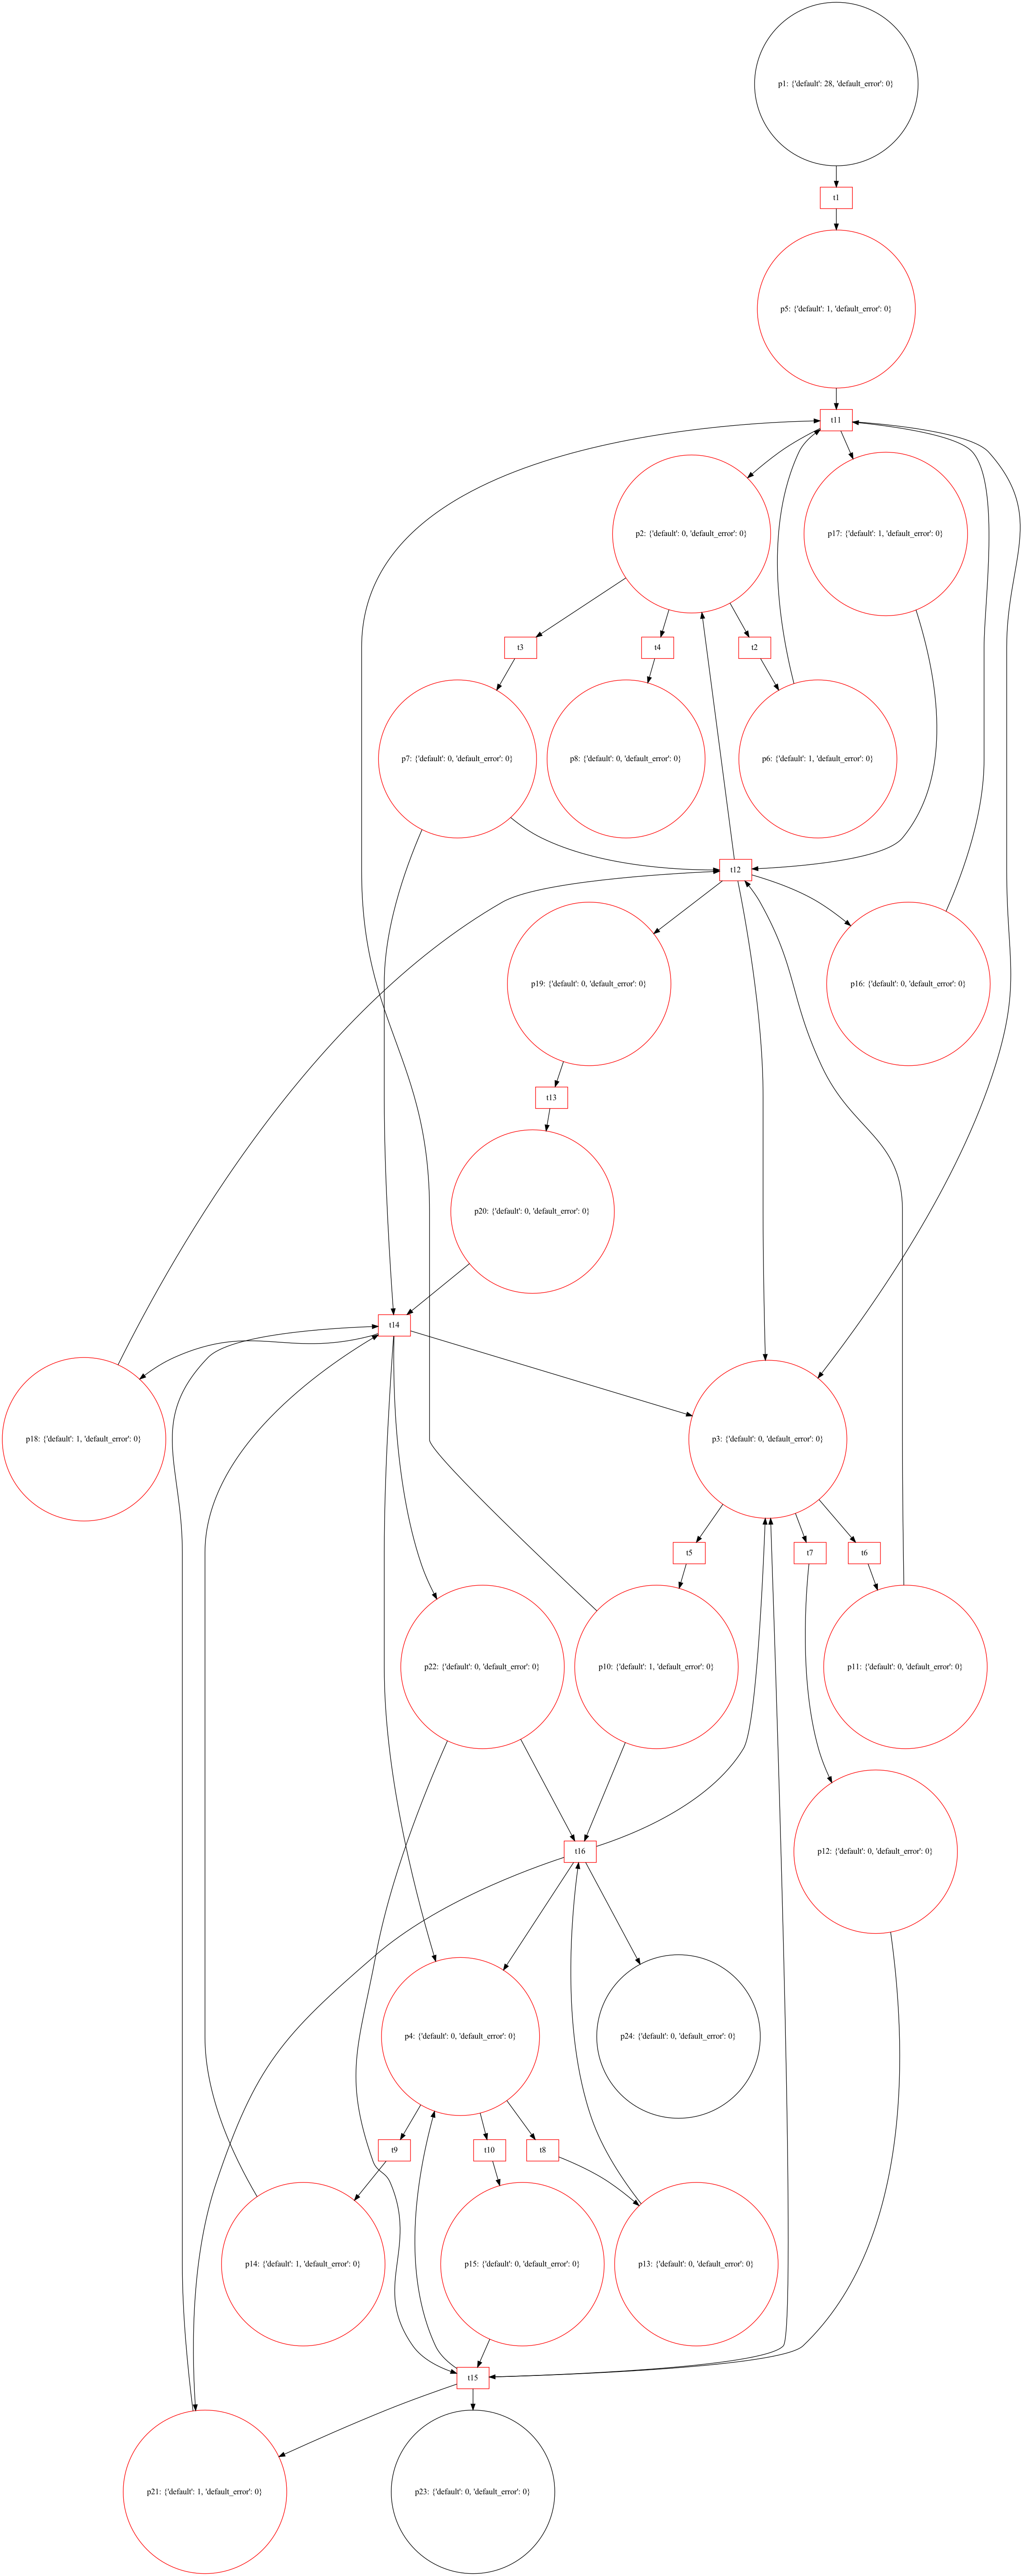 p1: {'default': 28, 'default_error': 0}
t1
p5: {'default': 1, 'default_error': 0}
t11
p2: {'default': 0, 'default_error': 0}
p17: {'default': 1, 'default_error': 0}
t3
t4
t2
p7: {'default': 0, 'default_error': 0}
p8: {'default': 0, 'default_error': 0}
p6: {'default': 1, 'default_error': 0}
t12
p19: {'default': 0, 'default_error': 0}
p16: {'default': 0, 'default_error': 0}
t13
p20: {'default': 0, 'default_error': 0}
t14
p18: {'default': 1, 'default_error': 0}
p3: {'default': 0, 'default_error': 0}
t5
t7
t6
p22: {'default': 0, 'default_error': 0}
p10: {'default': 1, 'default_error': 0}
p11: {'default': 0, 'default_error': 0}
t16
p12: {'default': 0, 'default_error': 0}
p4: {'default': 0, 'default_error': 0}
p24: {'default': 0, 'default_error': 0}
t9
t10
t8
p14: {'default': 1, 'default_error': 0}
p15: {'default': 0, 'default_error': 0}
p13: {'default': 0, 'default_error': 0}
t15
p21: {'default': 1, 'default_error': 0}
p23: {'default': 0, 'default_error': 0}